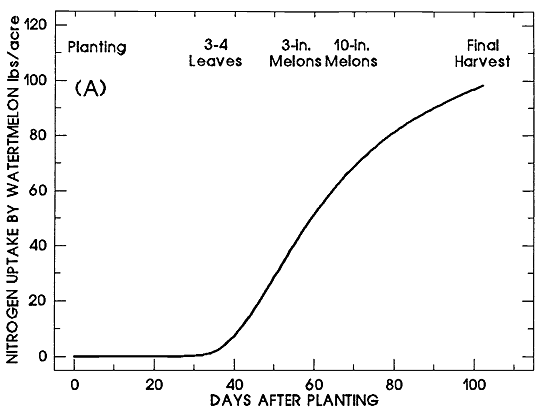 NITROGEN UPTAKE BY WATERTMELON lbs/acre
120
100
80
60
40
20
0
Planting
3-4
Leaves
3-In.
Melons
10-In.
Melons
Final
Harvest
(A)
0 20 40 60 80 100
DAYS AFTER PLANTING